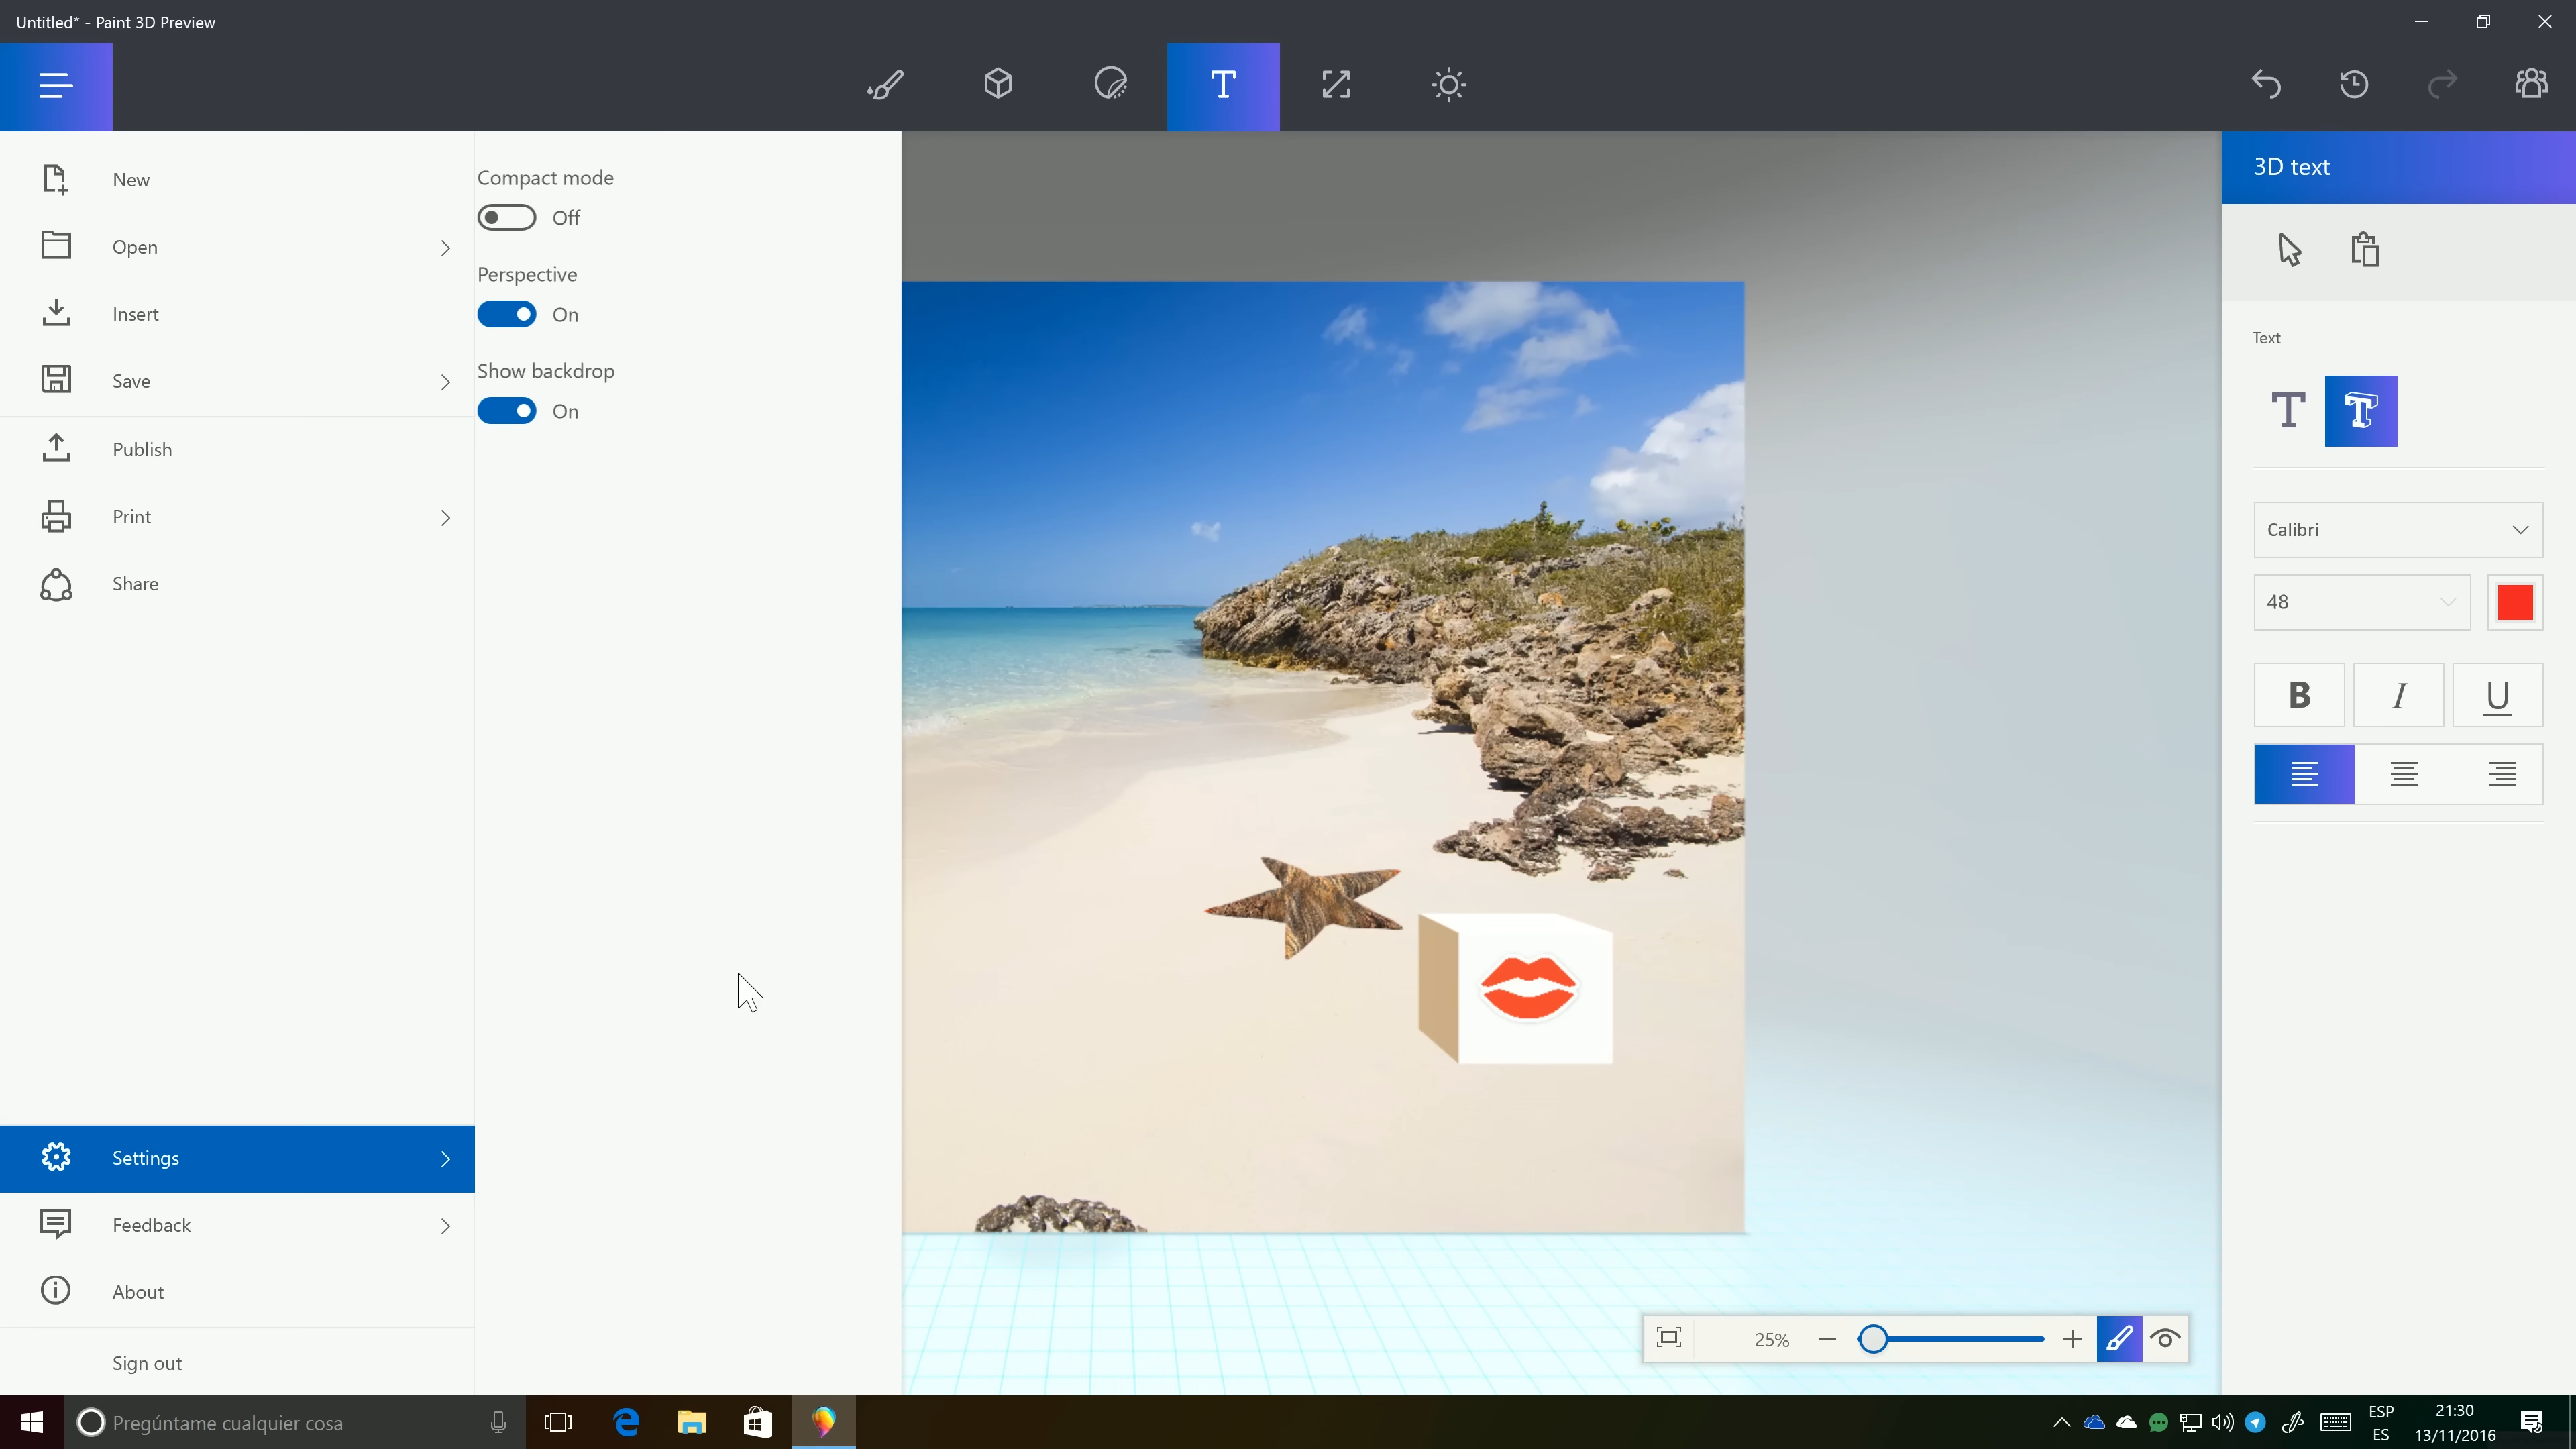 Untitled* - Paint 3D Preview
New
Open
Insert
Save
Publish
Print
Share
Settings
Feedback
About
Sign out
Compact mode
Off
Perspective
On
Show backdrop
On
25%
3D text
Text
Calibri
48
B I U
Pregúntame cualquier cosa
ESP
ES
21:30
13/11/2016